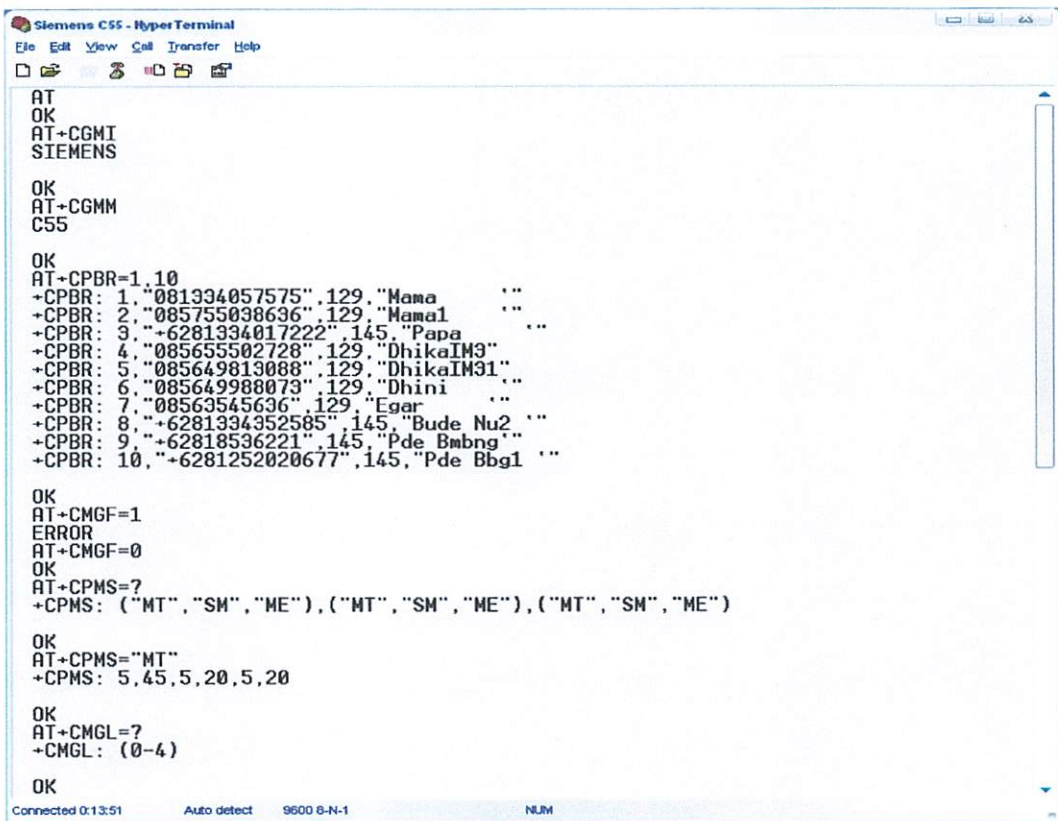 Siemens C55 - HyperTerminal
File Edit View Call Transfer Help
AT
OK
AT+CGMI
SIEMENS
OK
AT+CGMM
C55
OK
AT+CPBR=1,10
+CPBR: 1,"081334057575",129,"Mama '"
+CPBR: 2,"085755038636",129,"Mama1 '"
+CPBR: 3,"+6281334017222",145,"Papa '"
+CPBR: 4,"085655502728",129,"DhikaIM3"
+CPBR: 5,"085649813088",129,"DhikaIM31"
+CPBR: 6,"085649988073",129,"Dhini '"
+CPBR: 7,"08563545636",129,"Egar '"
+CPBR: 8,"+6281334352585",145,"Bude Nu2 '"
+CPBR: 9,"+62818536221",145,"Pde Bmbng'"
+CPBR: 10,"+6281252020677",145,"Pde Bbg1 '"
OK
AT+CMGF=1
ERROR
AT+CMGF=0
OK
AT+CPMS=?
+CPMS: ("MT","SM","ME"),("MT","SM","ME"),("MT","SM","ME")
OK
AT+CPMS="MT"
+CPMS: 5,45,5,20,5,20
OK
AT+CMGL=?
+CMGL: (0-4)
OK
Connected 0:13:51 Auto detect 9600 8-N-1 NUM